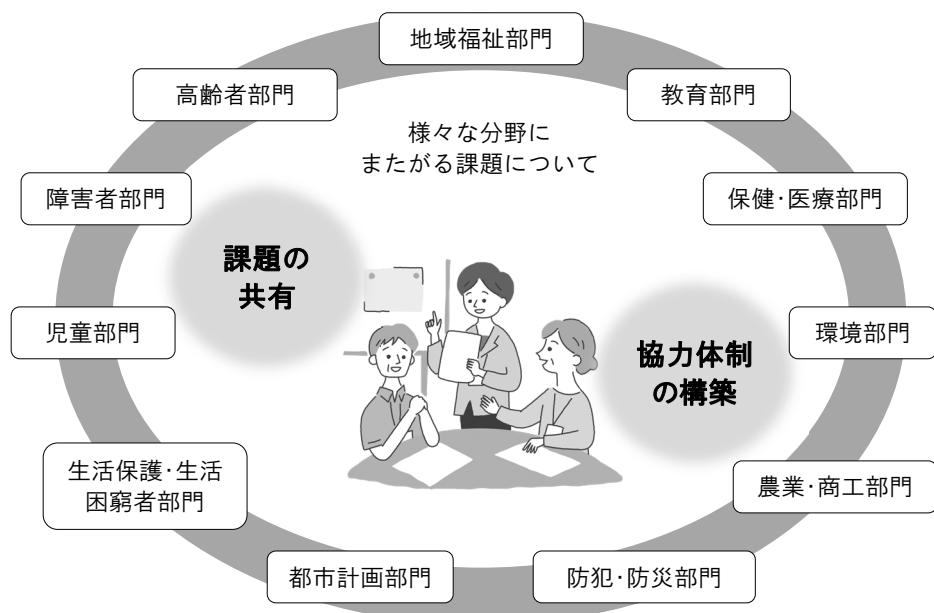 地域福祉部門
高齢者部門
教育部門
様々な分野に
またがる課題について
障害者部門
保健・医療部門
課題の
共有
児童部門
環境部門
協力体制
の構築
生活保護・生活
困窮者部門
農業・商工部門
都市計画部門
防犯・防災部門